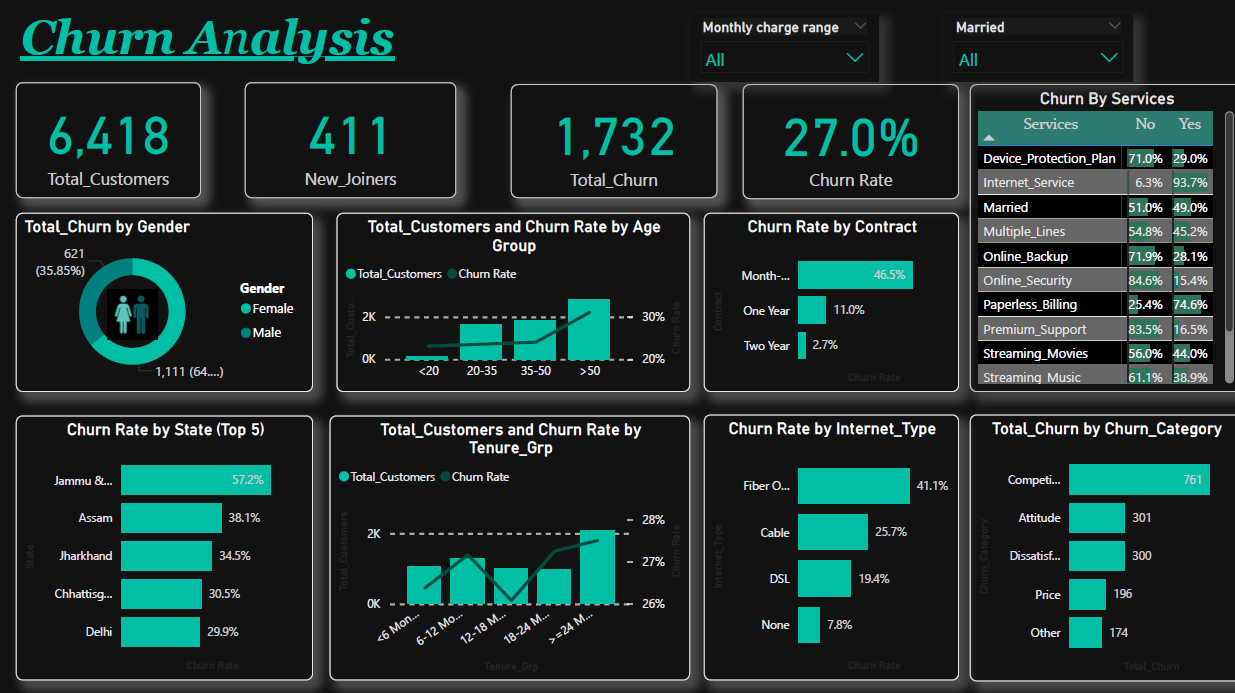 Churn Analysis
Monthly charge range
All
Married
All
6,418
Total_Customers
411
New_Joiners
1,732
Total_Churn
27.0%
Churn Rate
Churn By Services
Services No Yes
Device_Protection_Plan 71.0% 29.0%
Internet_Service 6.3% 93.7%
Married 51.0% 49.0%
Multiple_Lines 54.8% 45.2%
Online_Backup 71.9% 28.1%
Online_Security 84.6% 15.4%
Paperless_Billing 25.4% 74.6%
Premium_Support 83.5% 16.5%
Streaming_Movies 56.0% 44.0%
Streaming_Music 61.1% 38.9%
Total_Churn by Gender
621
(35.85%)
1,111 (64....)
Gender
Female
Male
Total_Customers and Churn Rate by Age
Group
Total_Customers Churn Rate
Total_Custo...
Churn Rate
2K
0K
30%
20%
<20 20-35 35-50 >50
Churn Rate by Contract
Contract
Month-... 46.5%
One Year 11.0%
Two Year 2.7%
Churn Rate
Churn Rate by State (Top 5)
State
Jammu &... 57.2%
Assam 38.1%
Jharkhand 34.5%
Chhattisg... 30.5%
Delhi 29.9%
Churn Rate
Total_Customers and Churn Rate by
Tenure_Grp
Total_Customers Churn Rate
Total_Customers
Churn Rate
2K
0K
28%
27%
26%
<6 Mon... 6-12 Mo... 12-18 M... 18-24 M... >=24 M...
Tenure_Grp
Churn Rate by Internet_Type
Internet_Type
Fiber O... 41.1%
Cable 25.7%
DSL 19.4%
None 7.8%
Churn Rate
Total_Churn by Churn_Category
Churn_Category
Competi... 761
Attitude 301
Dissatisf... 300
Price 196
Other 174
Total_Churn